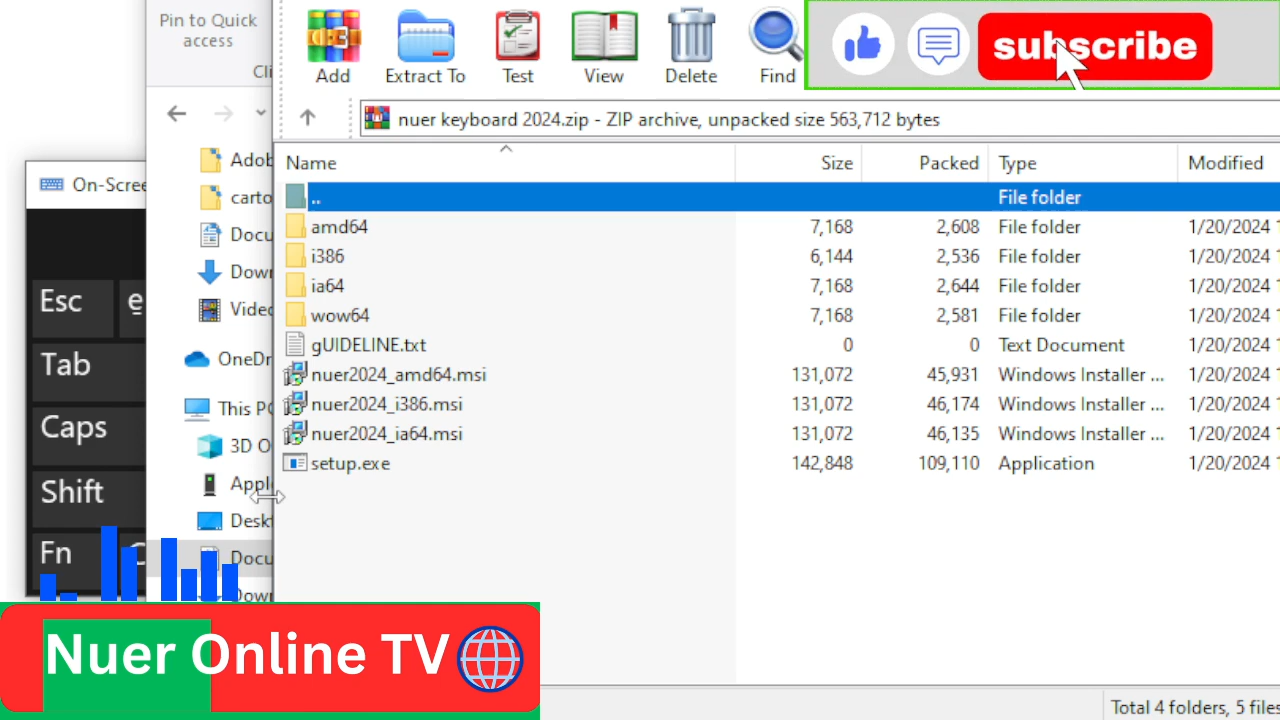 Pin to Quick
access
Add
Extract To
Test
View
Delete
Find
subscribe
nuer keyboard 2024.zip - ZIP archive, unpacked size 563,712 bytes
Name Size Packed Type Modified
.. File folder
amd64 7,168 2,608 File folder 1/20/2024
i386 6,144 2,536 File folder 1/20/2024
ia64 7,168 2,644 File folder 1/20/2024
wow64 7,168 2,581 File folder 1/20/2024
gUIDELINE.txt 0 0 Text Document 1/20/2024
nuer2024_amd64.msi 131,072 45,931 Windows Installer ... 1/20/2024
nuer2024_i386.msi 131,072 46,174 Windows Installer ... 1/20/2024
nuer2024_ia64.msi 131,072 46,135 Windows Installer ... 1/20/2024
setup.exe 142,848 109,110 Application 1/20/2024
Total 4 folders, 5 files
Cli
Adob
carto
Docu
Down
Video
OneDr
This PC
3D O
Appl
Deskt
Docu
Down
On-Scree
Esc
Tab
Caps
Shift
Fn
Nuer Online TV